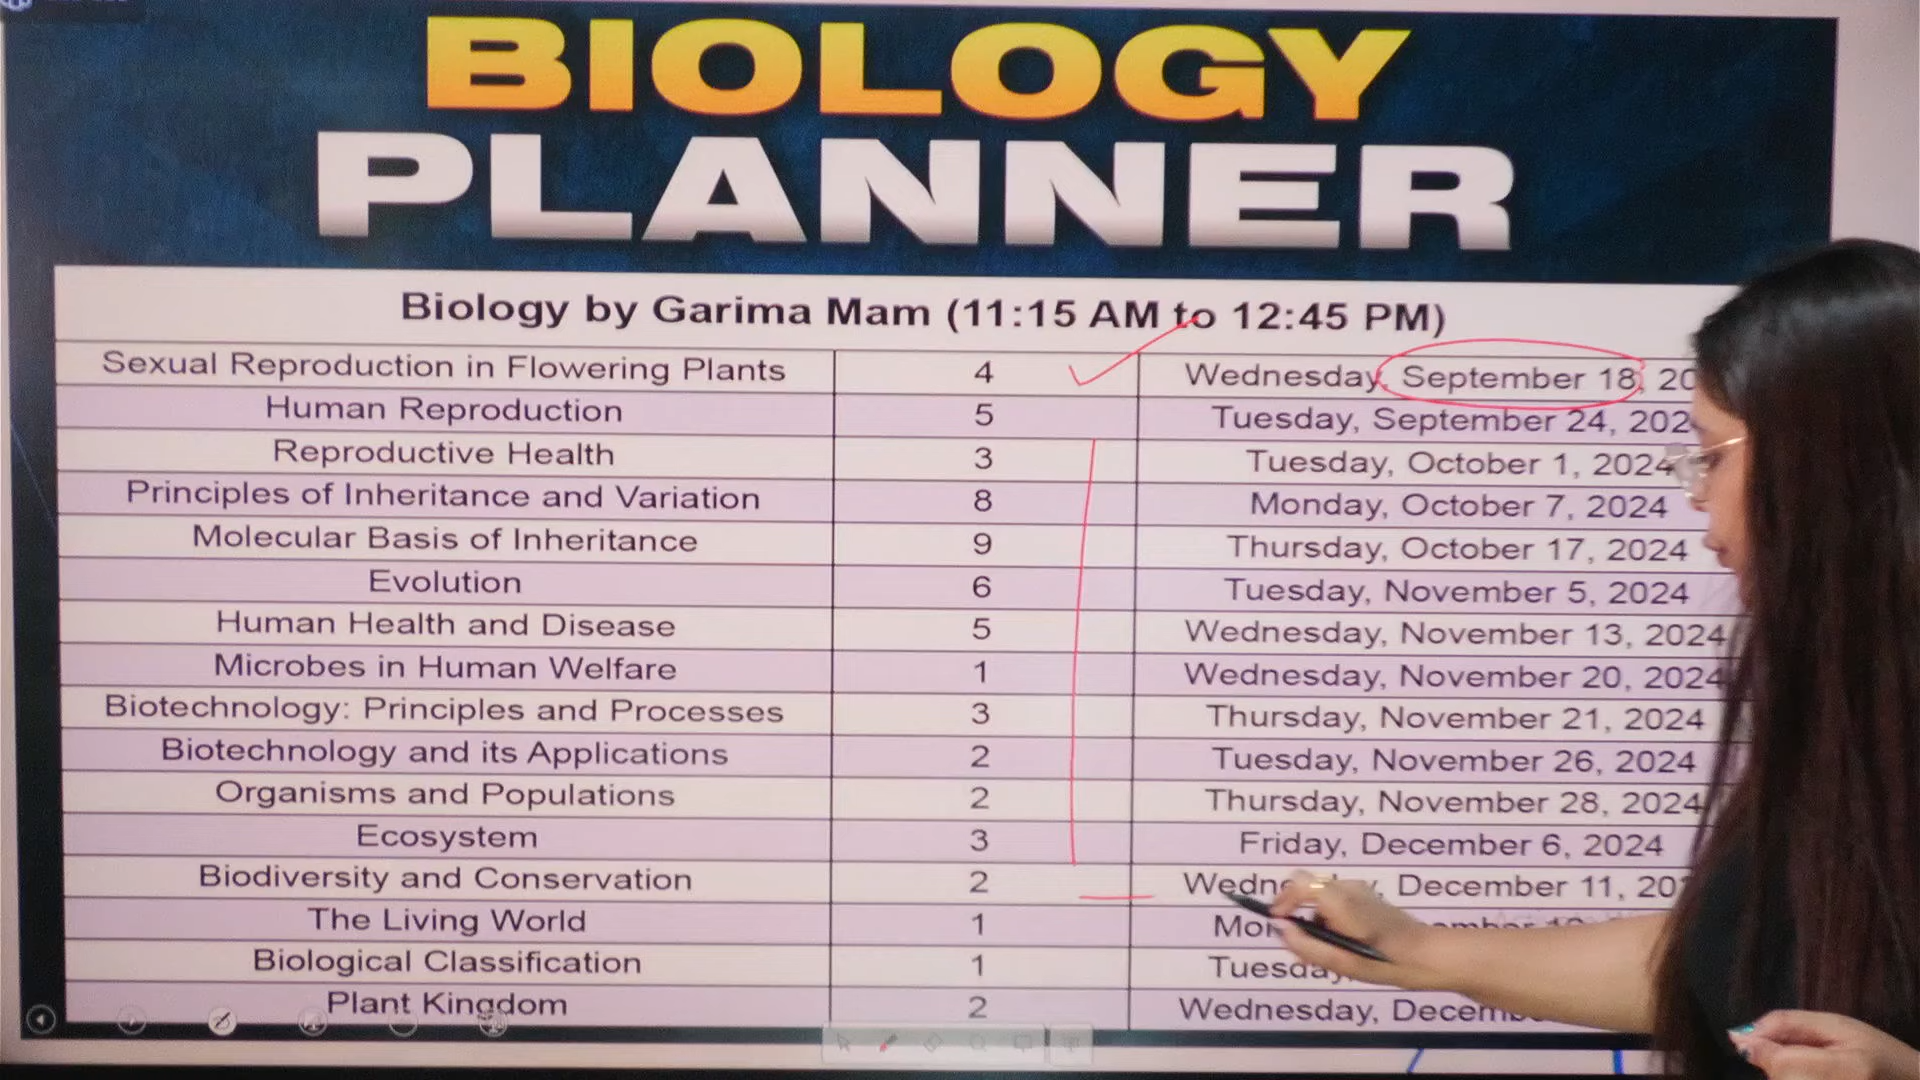 BIOLOGY
PLANNER
Biology by Garima Mam (11:15 AM to 12:45 PM)
Sexual Reproduction in Flowering Plants 4 Wednesday, September 18, 20
Human Reproduction 5 Tuesday, September 24, 202
Reproductive Health 3 Tuesday, October 1, 2024
Principles of Inheritance and Variation 8 Monday, October 7, 2024
Molecular Basis of Inheritance 9 Thursday, October 17, 2024
Evolution 6 Tuesday, November 5, 2024
Human Health and Disease 5 Wednesday, November 13, 2024
Microbes in Human Welfare 1 Wednesday, November 20, 2024
Biotechnology: Principles and Processes 3 Thursday, November 21, 2024
Biotechnology and its Applications 2 Tuesday, November 26, 2024
Organisms and Populations 2 Thursday, November 28, 2024
Ecosystem 3 Friday, December 6, 2024
Biodiversity and Conservation 2 December 11, 20
The Living World 1
Biological Classification 1 Tuesday,
Plant Kingdom 2 Wednesday,